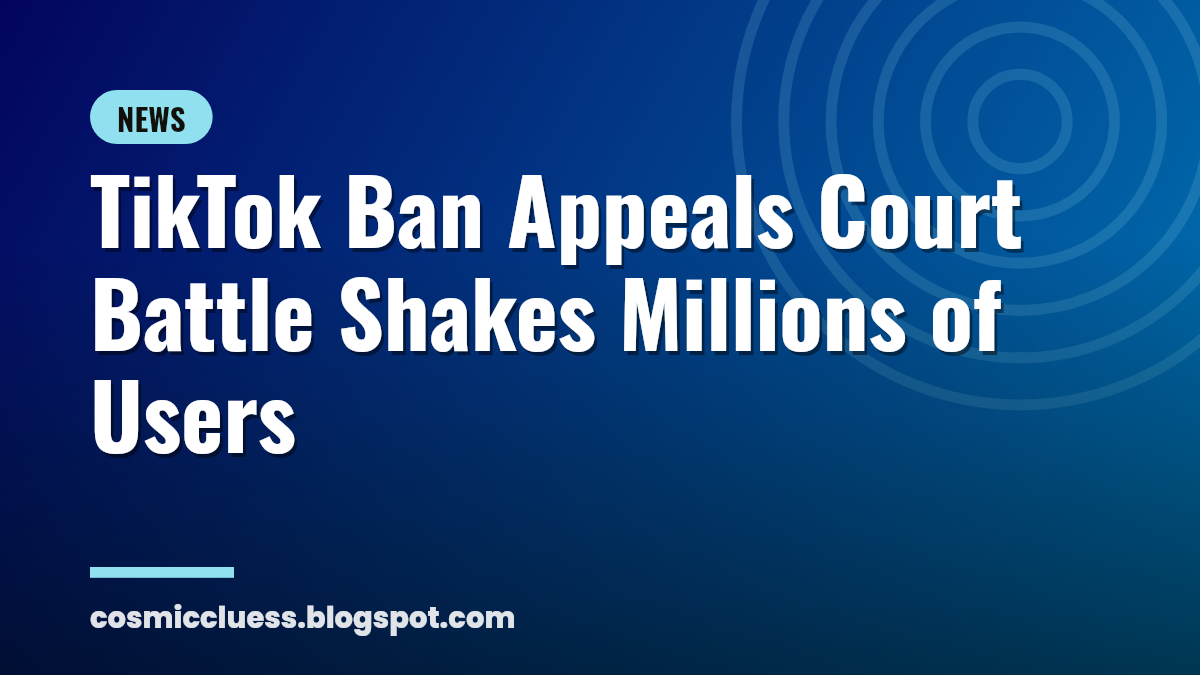 NEWS
TikTok Ban Appeals Court
Battle Shakes Millions of
Users
cosmiccluess.blogspot.com